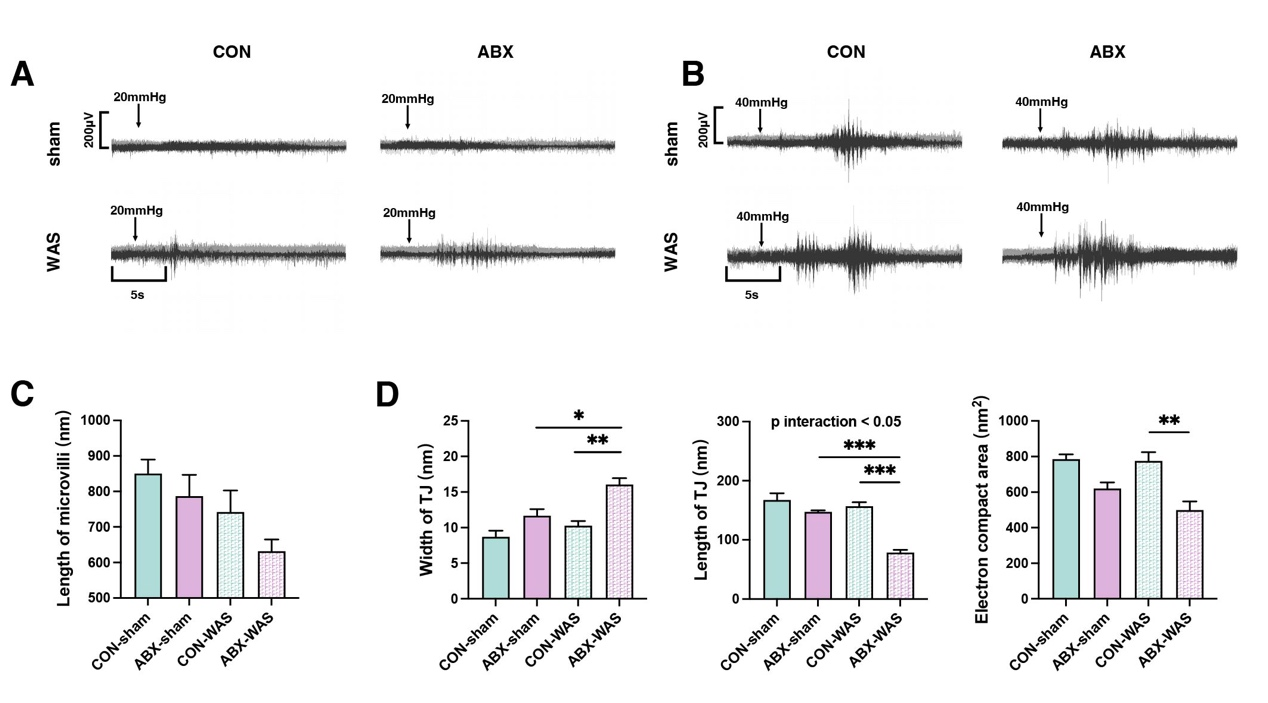 A
CON
ABX
sham
200μV
20mmHg
20mmHg
WAS
20mmHg
20mmHg
5s
B
CON
ABX
sham
200μV
40mmHg
40mmHg
WAS
40mmHg
40mmHg
5s
C
Length of microvilli (nm)
1000
900
800
700
600
500
CON-sham
ABX-sham
CON-WAS
ABX-WAS
D
Width of TJ (nm)
25
20
15
10
5
0
*
**
CON-sham
ABX-sham
CON-WAS
ABX-WAS
Length of TJ (nm)
300
200
100
0
p interaction < 0.05
***
***
CON-sham
ABX-sham
CON-WAS
ABX-WAS
Electron compact area (nm²)
1000
800
600
400
200
0
**
CON-sham
ABX-sham
CON-WAS
ABX-WAS